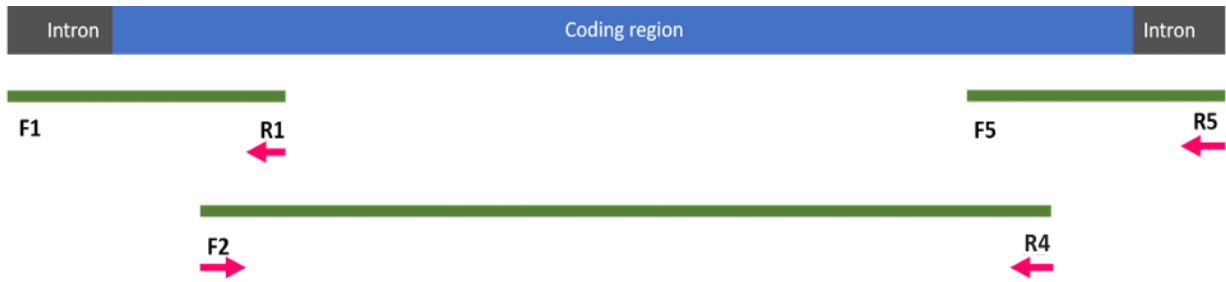 Intron Coding region Intron
F1 R1 F5 R5
F2 R4